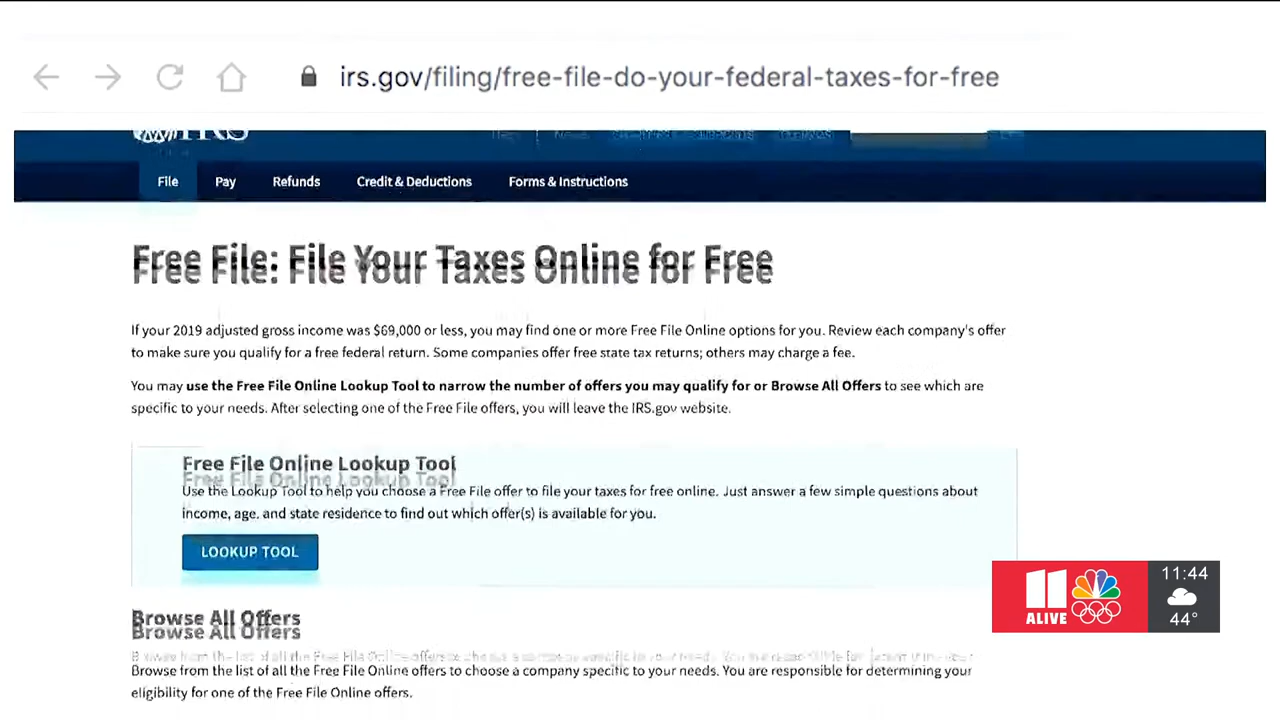 irs.gov/filing/free-file-do-your-federal-taxes-for-free
IRS
File Pay Refunds Credit & Deductions Forms & Instructions
Free File: File Your Taxes Online for Free
If your 2019 adjusted gross income was $69,000 or less, you may find one or more Free File Online options for you. Review each company's offer
to make sure you qualify for a free federal return. Some companies offer free state tax returns; others may charge a fee.
You may use the Free File Online Lookup Tool to narrow the number of offers you may qualify for or Browse All Offers to see which are
specific to your needs. After selecting one of the Free File offers, you will leave the IRS.gov website.
Free File Online Lookup Tool
Use the Lookup Tool to help you choose a Free File offer to file your taxes for free online. Just answer a few simple questions about
income, age, and state residence to find out which offer(s) is available for you.
LOOKUP TOOL
Browse All Offers
Browse from the list of all the Free File Online offers to choose a company specific to your needs. You are responsible for determining your
eligibility for one of the Free File Online offers.
11 ALIVE
11:44
44°